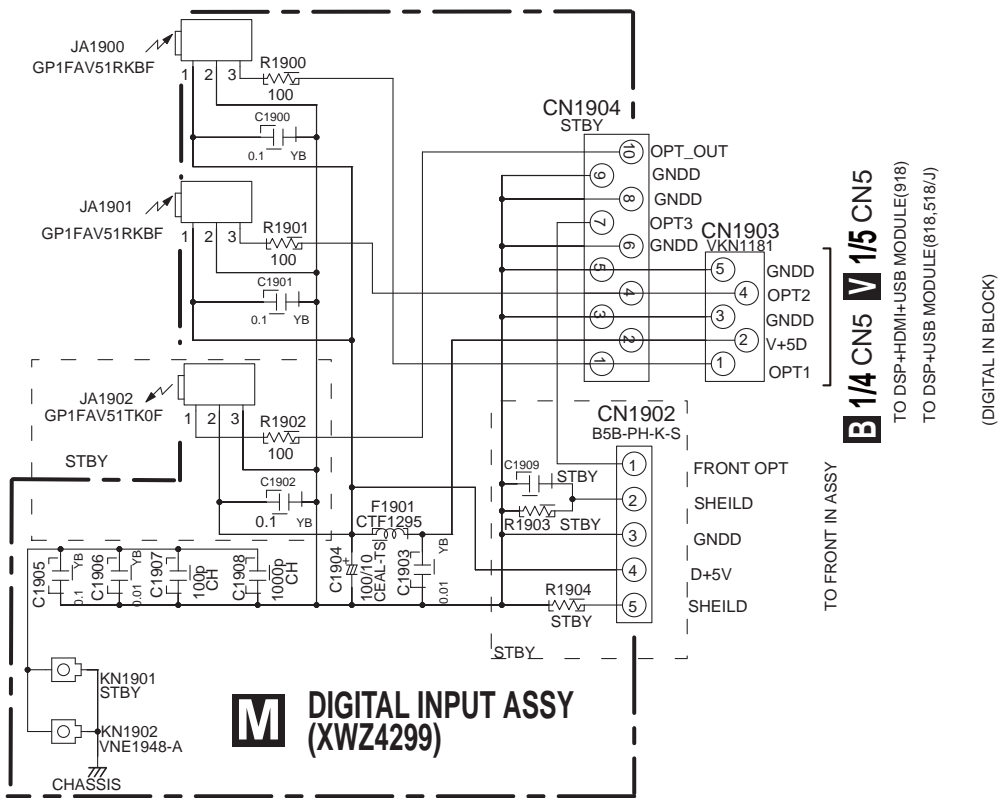 JA1900
GP1FAV51RKBF
1 2 3
R1900
100
C1900
0.1 YB
JA1901
GP1FAV51RKBF
1 2 3
R1901
100
C1901
0.1 YB
JA1902
GP1FAV51TK0F
1 2 3
R1902
100
STBY
C1902
0.1 YB
F1901
CTF1295
C1905
0.1 YB
C1906
0.01 YB
C1907
100p
CH
C1908
1000p
CH
C1904
100/10
CEAL-TS
C1903
0.01 YB
KN1901
STBY
KN1902
VNE1948-A
CHASSIS
M DIGITAL INPUT ASSY
(XWZ4299)
CN1904
STBY
10 OPT_OUT
9 GNDD
8 GNDD
7 OPT3
6 GNDD
5
4
3
2
1
CN1903
VKN1181
5 GNDD
4 OPT2
3 GNDD
2 V+5D
1 OPT1
CN1902
B5B-PH-K-S
1 FRONT OPT
2 SHEILD
3 GNDD
4 D+5V
5 SHEILD
C1909
STBY
R1903 STBY
R1904
STBY
STBY
B 1/4 CN5 V 1/5 CN5
TO DSP+HDMI+USB MODULE(918)
TO DSP+USB MODULE(818,518/J)
(DIGITAL IN BLOCK)
TO FRONT IN ASSY